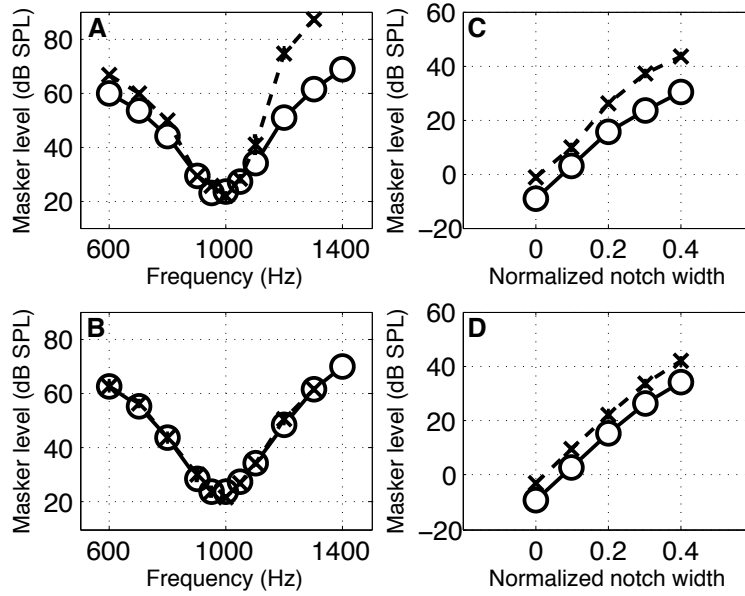 A
Masker level (dB SPL)
80
60
40
20
600
1000
1400
Frequency (Hz)
C
Masker level (dB SPL)
60
40
20
0
−20
0
0.2
0.4
Normalized notch width
B
Masker level (dB SPL)
80
60
40
20
600
1000
1400
Frequency (Hz)
D
Masker level (dB SPL)
60
40
20
0
−20
0
0.2
0.4
Normalized notch width